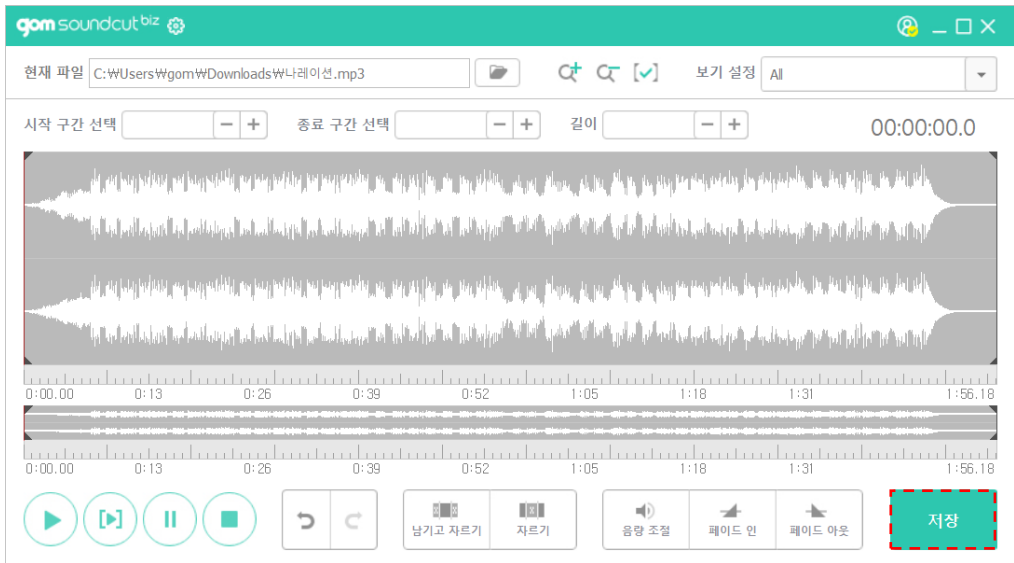 gom soundcut biz
현재 파일 C:₩Users₩gom₩Downloads₩나레이션.mp3 보기 설정 All
시작 구간 선택 종료 구간 선택 길이 00:00:00.0
0:00.00 0:13 0:26 0:39 0:52 1:05 1:18 1:31 1:56.18
0:00.00 0:13 0:26 0:39 0:52 1:05 1:18 1:31 1:56.18
남기고 자르기 자르기 음량 조절 페이드 인 페이드 아웃 저장